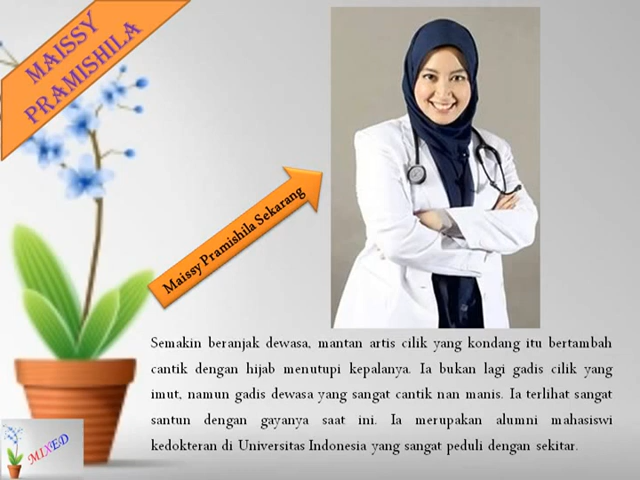 MAISSY
PRAMISHILA
Maissy Pramishila Sekarang
Semakin beranjak dewasa, mantan artis cilik yang kondang itu bertambah
cantik dengan hijab menutupi kepalanya. Ia bukan lagi gadis cilik yang
imut, namun gadis dewasa yang sangat cantik nan manis. Ia terlihat sangat
santun dengan gayanya saat ini. Ia merupakan alumni mahasiswi
kedokteran di Universitas Indonesia yang sangat peduli dengan sekitar.
MIXED